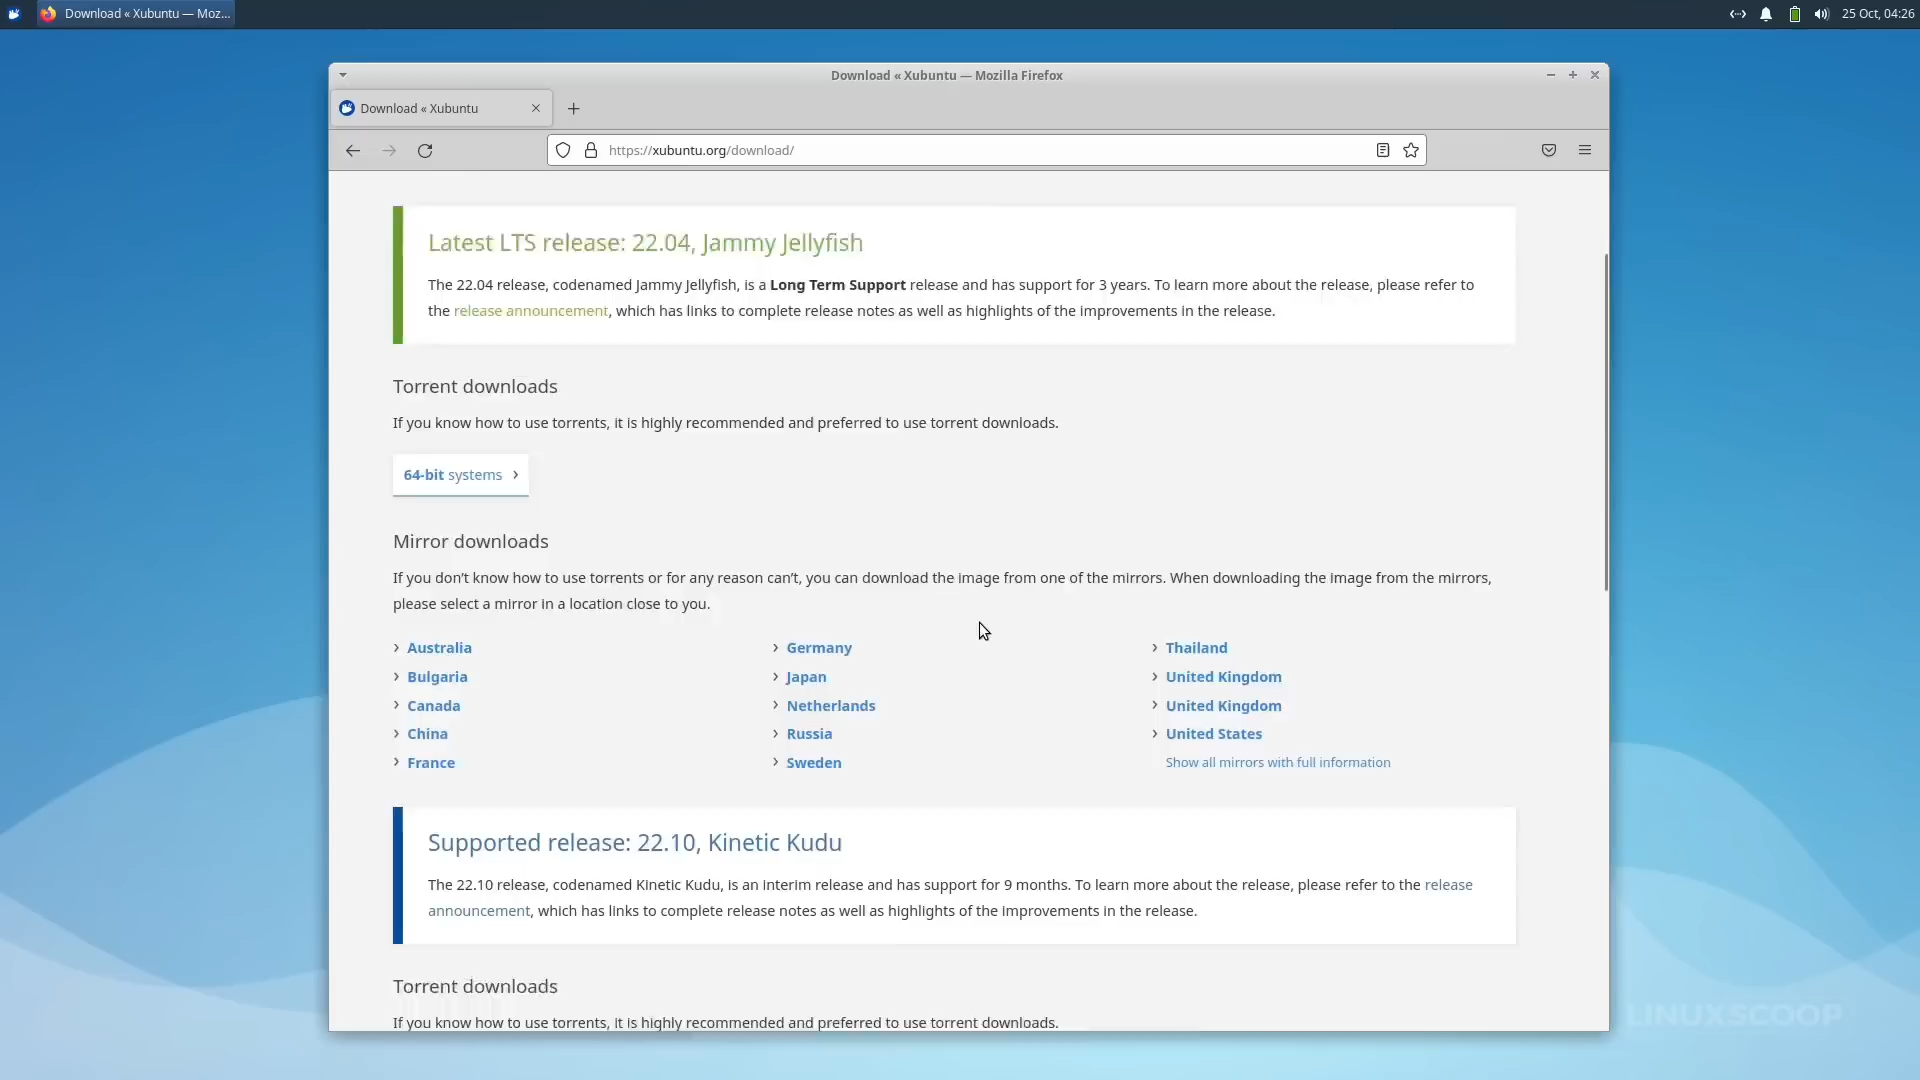 Download « Xubuntu — Moz...
25 Oct, 04:26
Download « Xubuntu — Mozilla Firefox
Download « Xubuntu
https://xubuntu.org/download/
Latest LTS release: 22.04, Jammy Jellyfish
The 22.04 release, codenamed Jammy Jellyfish, is a Long Term Support release and has support for 3 years. To learn more about the release, please refer to
the release announcement, which has links to complete release notes as well as highlights of the improvements in the release.
Torrent downloads
If you know how to use torrents, it is highly recommended and preferred to use torrent downloads.
64-bit systems ›
Mirror downloads
If you don't know how to use torrents or for any reason can't, you can download the image from one of the mirrors. When downloading the image from the mirrors,
please select a mirror in a location close to you.
› Australia
› Bulgaria
› Canada
› China
› France
› Germany
› Japan
› Netherlands
› Russia
› Sweden
› Thailand
› United Kingdom
› United Kingdom
› United States
Show all mirrors with full information
Supported release: 22.10, Kinetic Kudu
The 22.10 release, codenamed Kinetic Kudu, is an interim release and has support for 9 months. To learn more about the release, please refer to the release
announcement, which has links to complete release notes as well as highlights of the improvements in the release.
Torrent downloads
If you know how to use torrents, it is highly recommended and preferred to use torrent downloads.
LINUXSCOOP